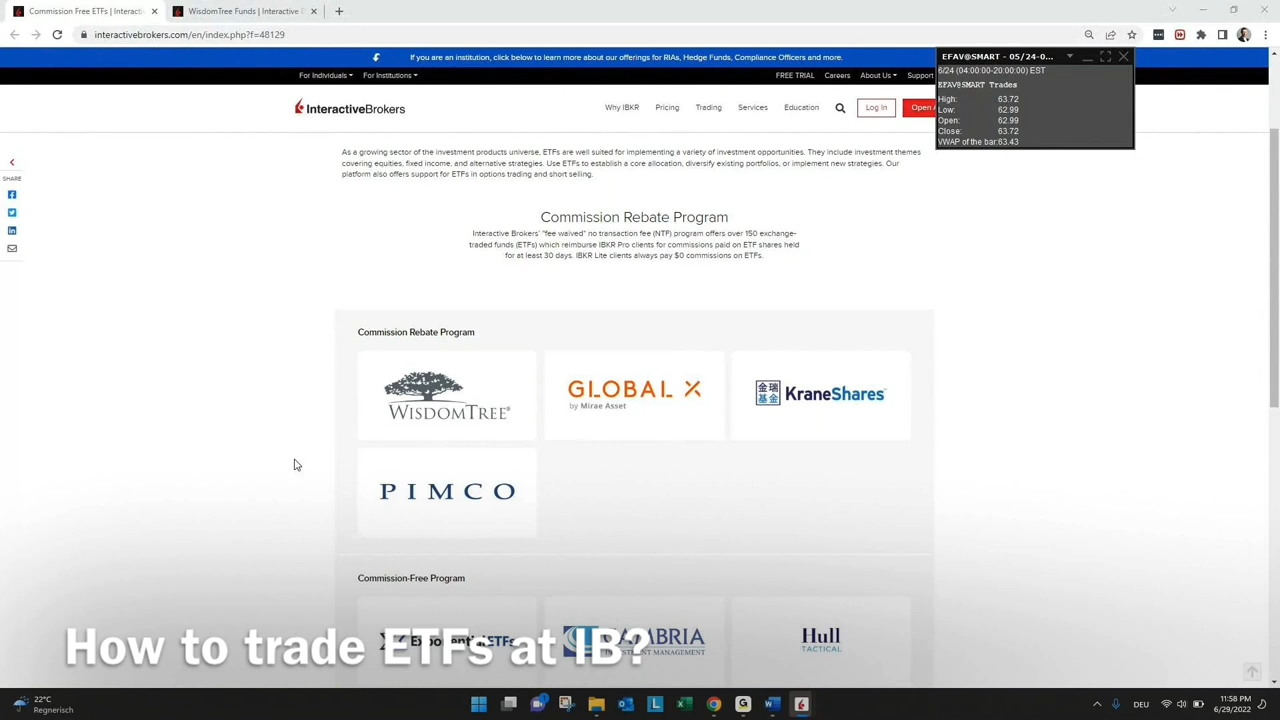 Commission Free ETFs | Interacti
WisdomTree Funds | Interactive B
interactivebrokers.com/en/index.php?f=48129
If you are an institution, click below to learn more about our offerings for RIAs, Hedge Funds, Compliance Officers and more.
For Individuals
For Institutions
FREE TRIAL
Careers
About Us
Support
EFAV@SMART - 05/24-0...
6/24 (04:00:00-20:00:00) EST
EFAV@SMART Trades
High: 63.72
Low: 62.99
Open: 62.99
Close: 63.72
VWAP of the bar:63.43
InteractiveBrokers
Why IBKR
Pricing
Trading
Services
Education
Log In
Open A
As a growing sector of the investment products universe, ETFs are well suited for implementing a variety of investment opportunities. They include investment themes
covering equities, fixed income, and alternative strategies. Use ETFs to establish a core allocation, diversify existing portfolios, or implement new strategies. Our
platform also offers support for ETFs in options trading and short selling.
SHARE
Commission Rebate Program
Interactive Brokers' "fee waived" no transaction fee (NTF) program offers over 150 exchange-
traded funds (ETFs) which reimburse IBKR Pro clients for commissions paid on ETF shares held
for at least 30 days. IBKR Lite clients always pay $0 commissions on ETFs.
Commission Rebate Program
WISDOMTREE®
GLOBAL X
by Mirae Asset
金瑞
基金
KraneShares
PIMCO
Commission-Free Program
How to trade ETFs at IB?
Hull
TACTICAL
22°C
Regnerisch
DEU
11:58 PM
6/29/2022